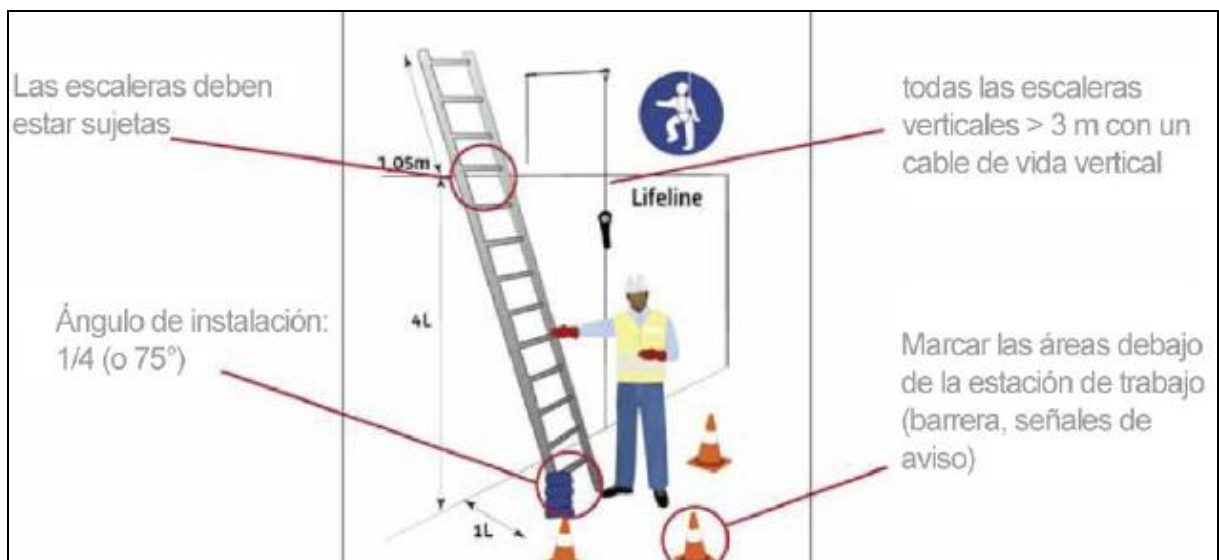 Las escaleras deben
estar sujetas
1,05m
Lifeline
todas las escaleras
verticales > 3 m con un
cable de vida vertical
Ángulo de instalación:
1/4 (o 75°)
4L
1L
Marcar las áreas debajo
de la estación de trabajo
(barrera, señales de
aviso)